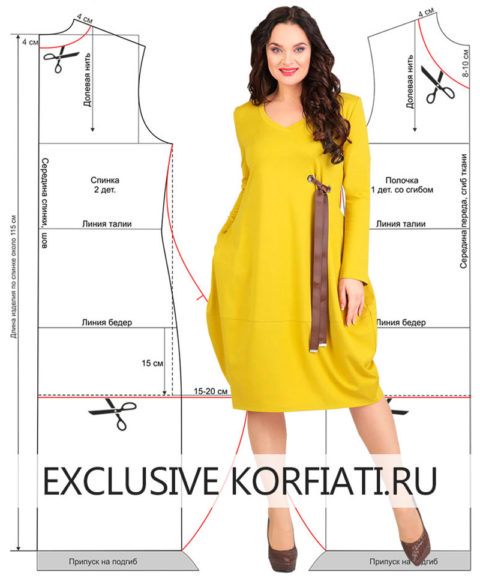 4 см
4 см
Долевая нить
Спинка
2 дет.
Середина спинки, шов
Длина изделия по спинке около 115 см
Линия талии
Линия бедер
15 см
15-20 см
Припуск на подгиб
4 см
8-10 см
Долевая нить
Полочка
1 дет. со сгибом
Середина переда, сгиб ткани
Линия талии
Линия бедер
EXCLUSIVE KORFIATI.RU
Припуск на подгиб